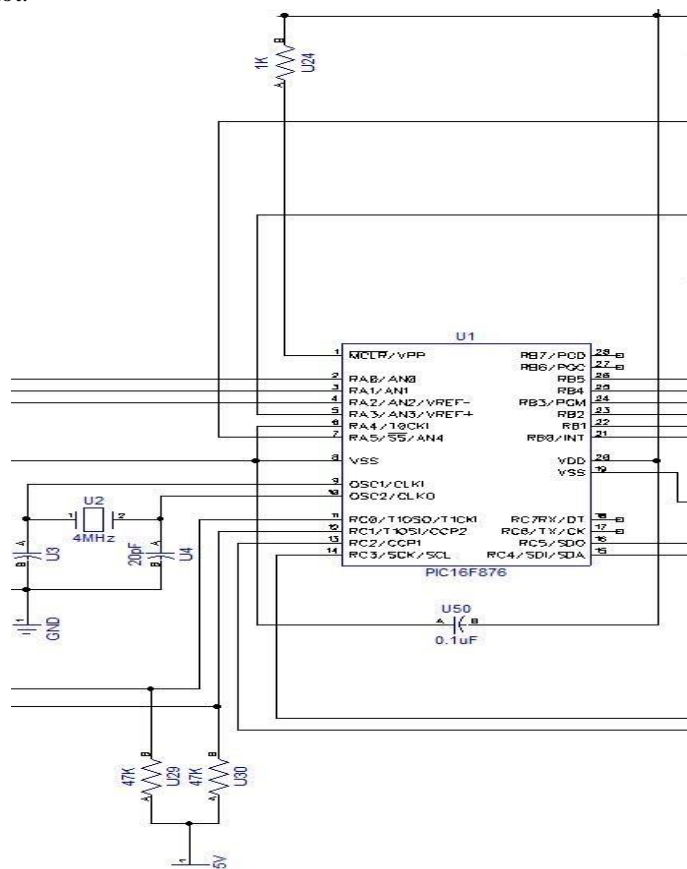 B
1K
U24
A
U1
1 MCLR/VPP RB7/PGD 28
RB6/PGC 27
2 RA0/AN0 RB5 26
3 RA1/AN1 RB4 25
4 RA2/AN2/VREF- RB3/PGM 24
5 RA3/AN3/VREF+ RB2 23
6 RA4/T0CKI RB1 22
7 RA5/SS/AN4 RB0/INT 21
8 VSS VDD 20
VSS 19
9 OSC1/CLKI
10 OSC2/CLKO
11 RC0/T1OSO/T1CKI RC7RX/DT 18
12 RC1/T1OSI/CCP2 RC6/TX/CK 17
13 RC2/CCP1 RC5/SDO 16
14 RC3/SCK/SCL RC4/SDI/SDA 15
PIC16F876
U2
1 2
4MHz
A B U3
20pF A B U4
1 GND
U50
A B
0.1uF
47K B A U29
47K B A U30
1 5V